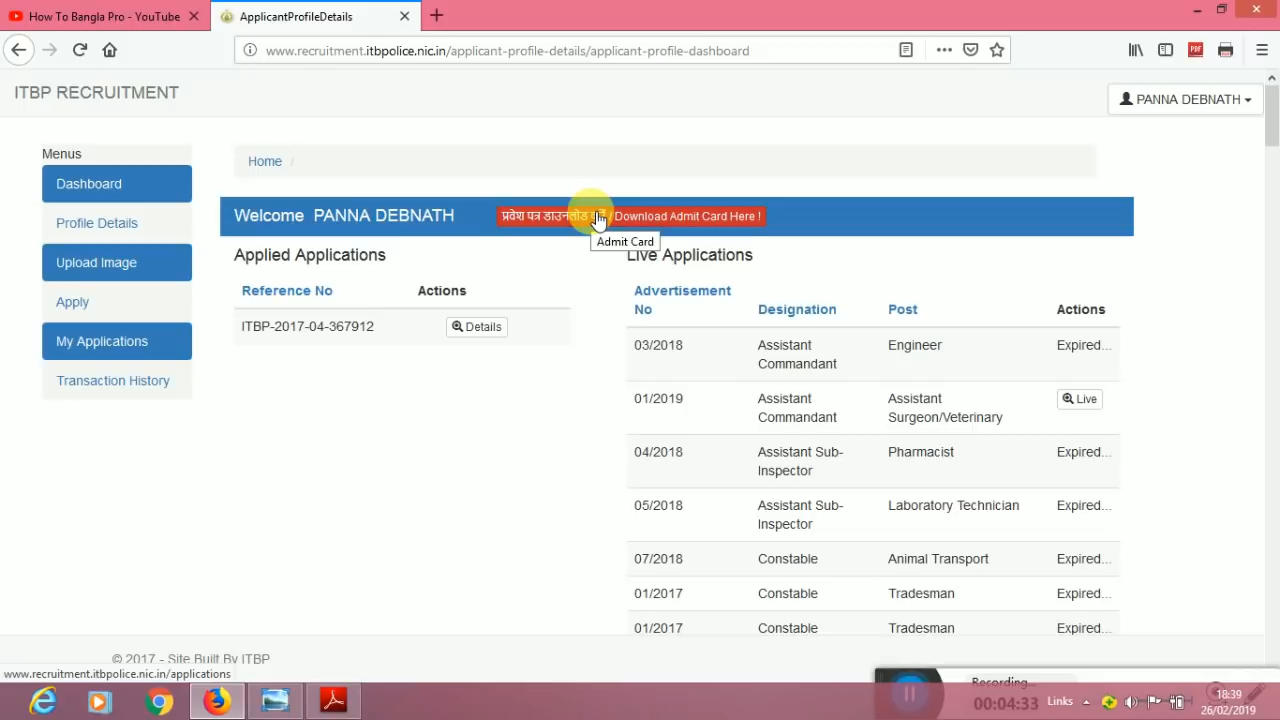 How To Bangla Pro - YouTube
ApplicantProfileDetails
www.recruitment.itbpolice.nic.in/applicant-profile-details/applicant-profile-dashboard
ITBP RECRUITMENT
PANNA DEBNATH
Menus
Dashboard
Profile Details
Upload Image
Apply
My Applications
Transaction History
Home /
Welcome PANNA DEBNATH
प्रवेश पत्र डाउनलोड / Download Admit Card Here !
Admit Card
Applied Applications
Reference No Actions
ITBP-2017-04-367912 Details
Live Applications
Advertisement No Designation Post Actions
03/2018 Assistant Commandant Engineer Expired...
01/2019 Assistant Commandant Assistant Surgeon/Veterinary Live
04/2018 Assistant Sub-Inspector Pharmacist Expired...
05/2018 Assistant Sub-Inspector Laboratory Technician Expired...
07/2018 Constable Animal Transport Expired...
01/2017 Constable Tradesman Expired...
01/2017 Constable Tradesman Expired...
© 2017 - Site Built By ITBP
www.recruitment.itbpolice.nic.in/applications
Recording...
00:04:33
Links
18:39
26/02/2019
PDF